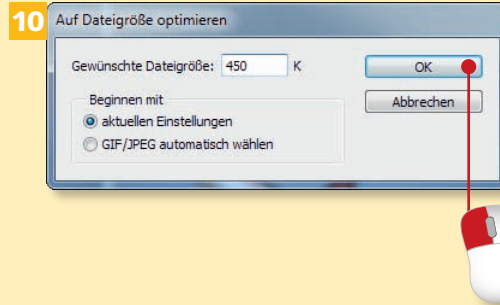 10
Auf Dateigröße optimieren
Gewünschte Dateigröße: 450 K
OK
Abbrechen
Beginnen mit
aktuellen Einstellungen
GIF/JPEG automatisch wählen